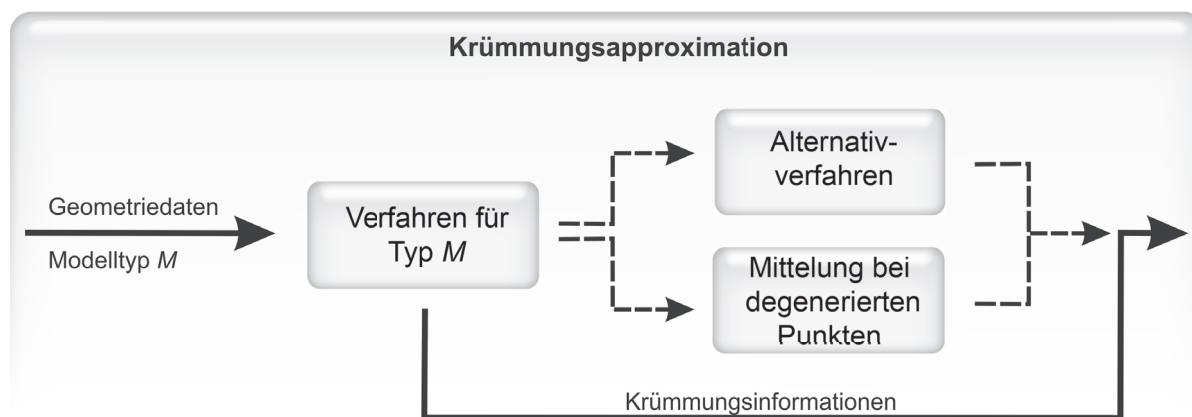 Krümmungsapproximation
Geometriedaten
Modelltyp M
Verfahren für
Typ M
Alternativ-
verfahren
Mittelung bei
degenerierten
Punkten
Krümmungsinformationen